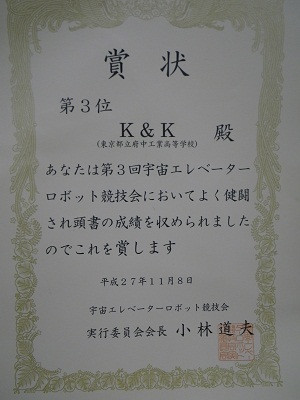 賞状
第３位
K＆K 殿
(東京都立府中工業高等学校)
あなたは第３回宇宙エレベーター
ロボット競技会においてよく健闘
され頭書の成績を収められました
のでこれを賞します
平成２７年１１月８日
宇宙エレベーターロボット競技会
実行委員会会長 小林道夫